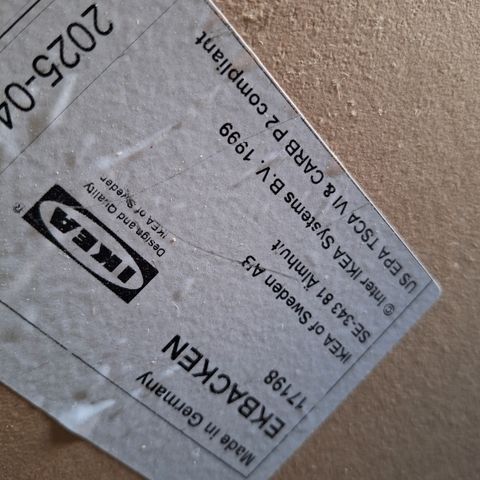 Made in Germany
EKBACKEN
17198
IKEA of Sweden AB
SE-343 81 Älmhult
© Inter IKEA Systems B.V. 1999
US EPA TSCA VI & CARB P2 compliant
IKEA
®
Design and Quality
IKEA of Sweden
2025-04